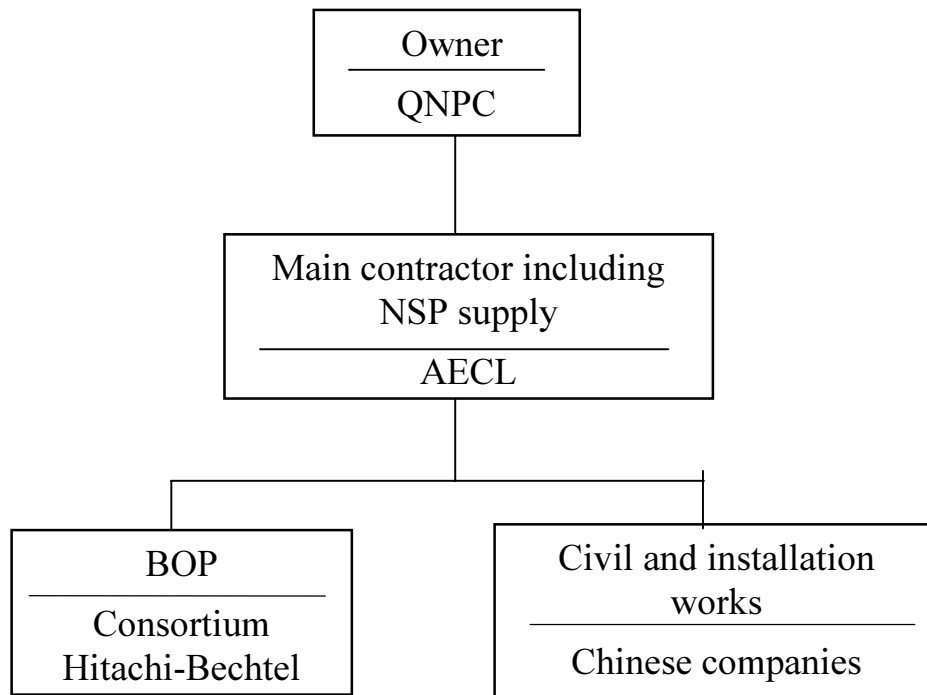 Owner
QNPC
Main contractor including
NSP supply
AECL
BOP
Consortium
Hitachi-Bechtel
Civil and installation
works
Chinese companies